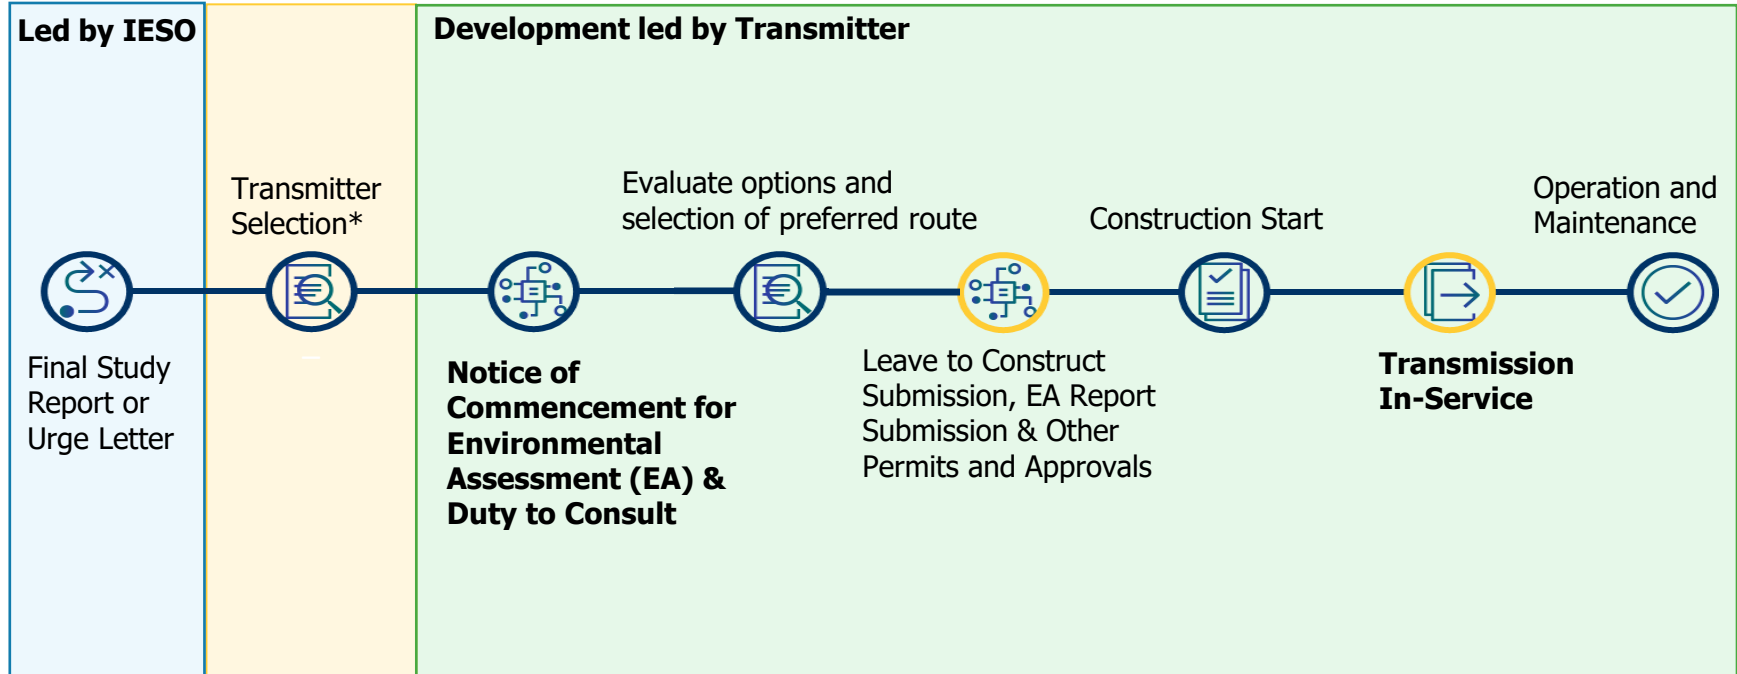 Led by IESO
Development led by Transmitter
Transmitter
Selection*
Evaluate options and
selection of preferred route
Construction Start
Operation and
Maintenance
Final Study
Report or
Urge Letter
Notice of
Commencement for
Environmental
Assessment (EA) &
Duty to Consult
Leave to Construct
Submission, EA Report
Submission & Other
Permits and Approvals
Transmission
In-Service